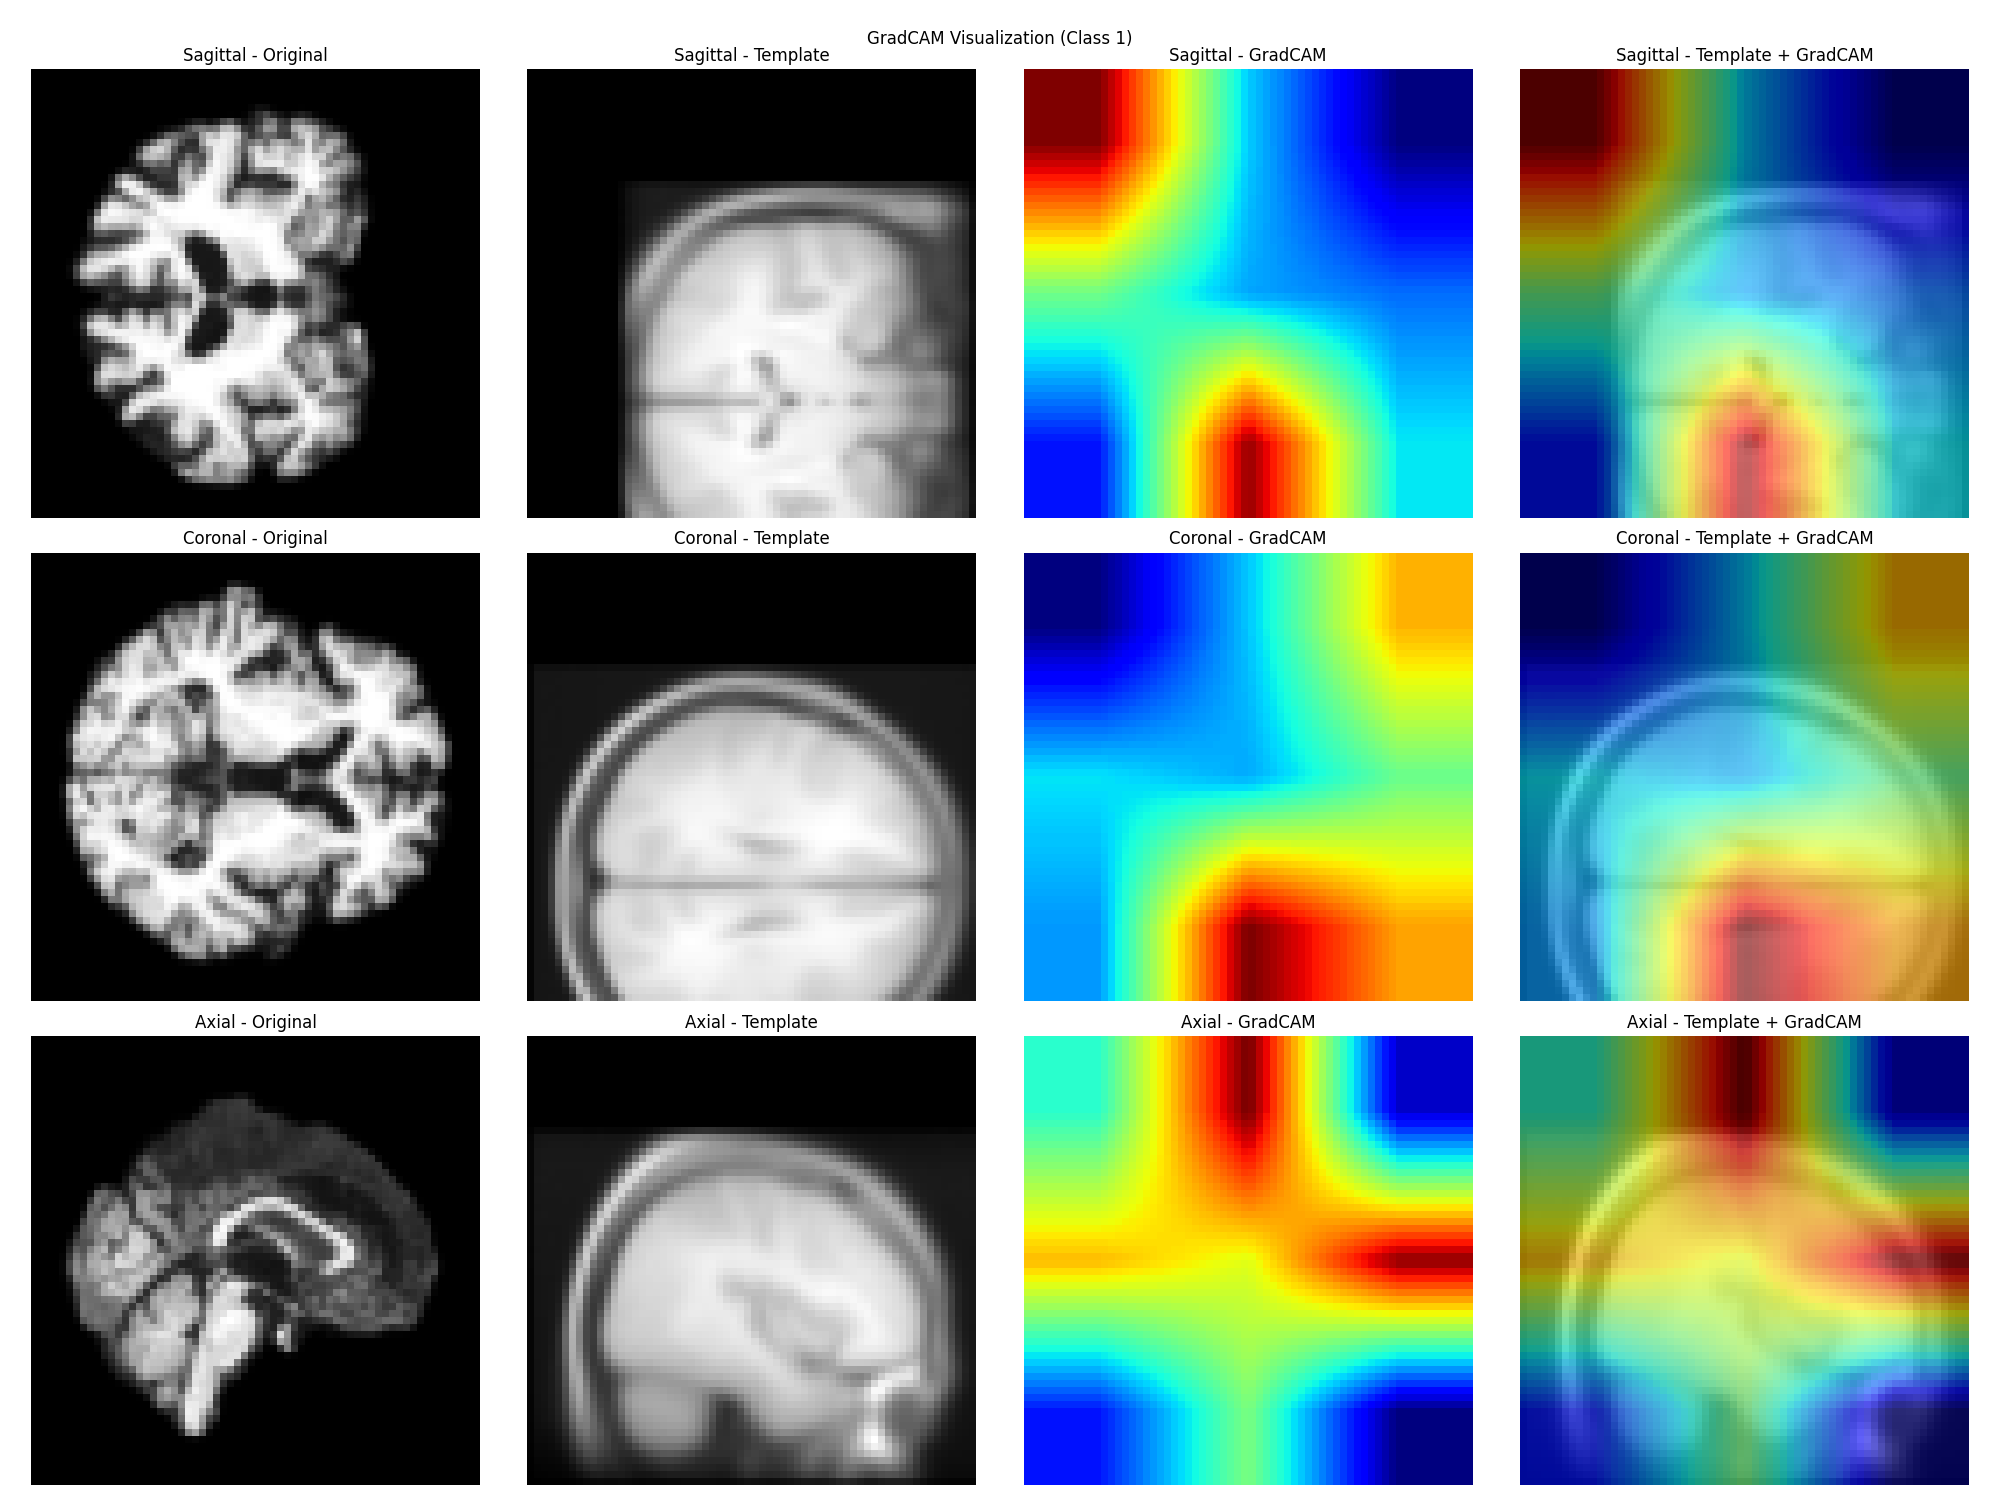 GradCAM Visualization (Class 1)
Sagittal - Original
Sagittal - Template
Sagittal - GradCAM
Sagittal - Template + GradCAM
Coronal - Original
Coronal - Template
Coronal - GradCAM
Coronal - Template + GradCAM
Axial - Original
Axial - Template
Axial - GradCAM
Axial - Template + GradCAM